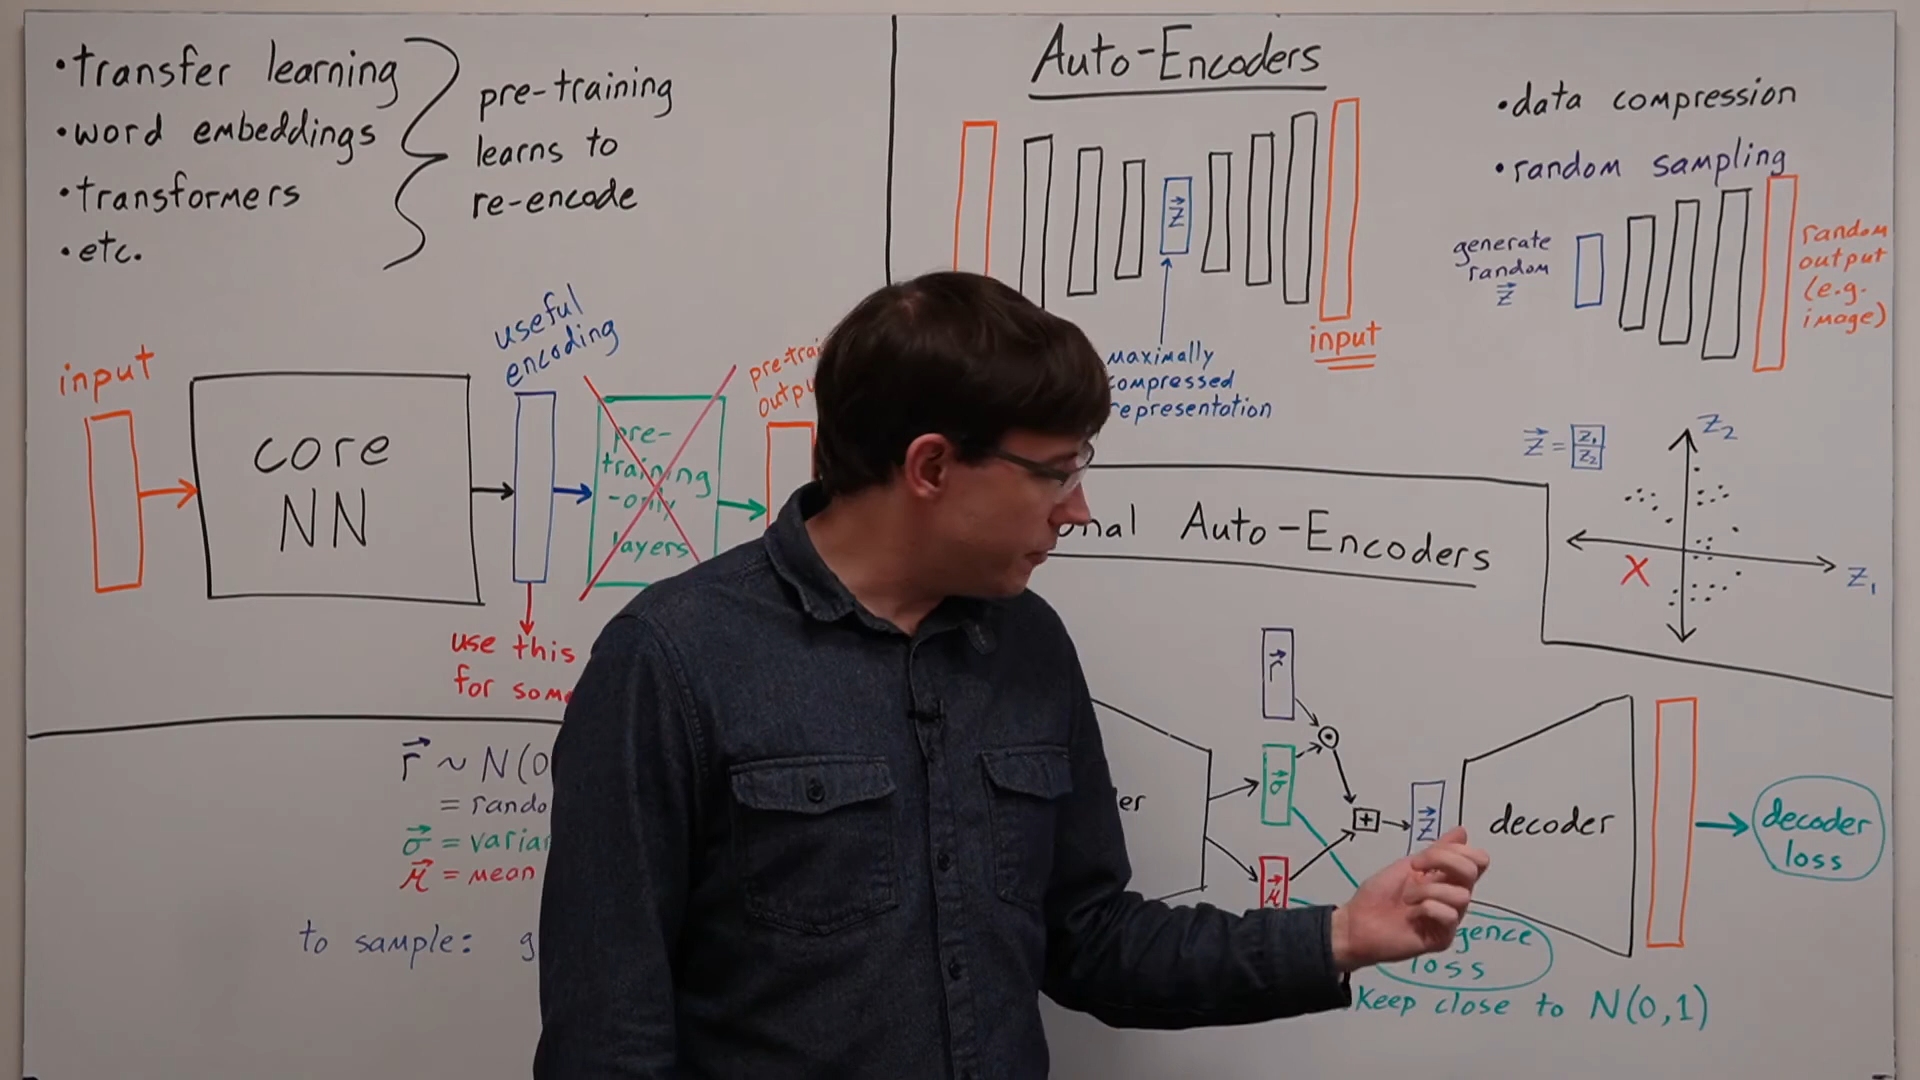 •transfer learning
•word embeddings
•transformers
•etc.
pre-training
learns to
re-encode
input
core
NN
useful
encoding
pre-
training
-only
layers
use this
Auto-Encoders
z
input
maximally
compressed
representation
•data compression
•random sampling
generate
random
z
random
output
(e.g.
image)
z = z1
z2
z2
z1
X
Auto-Encoders
r ~ N(0
=
σ =
μ = mean
to sample:
r
σ
μ
+
z
decoder
decoder
loss
loss
keep close to N(0,1)